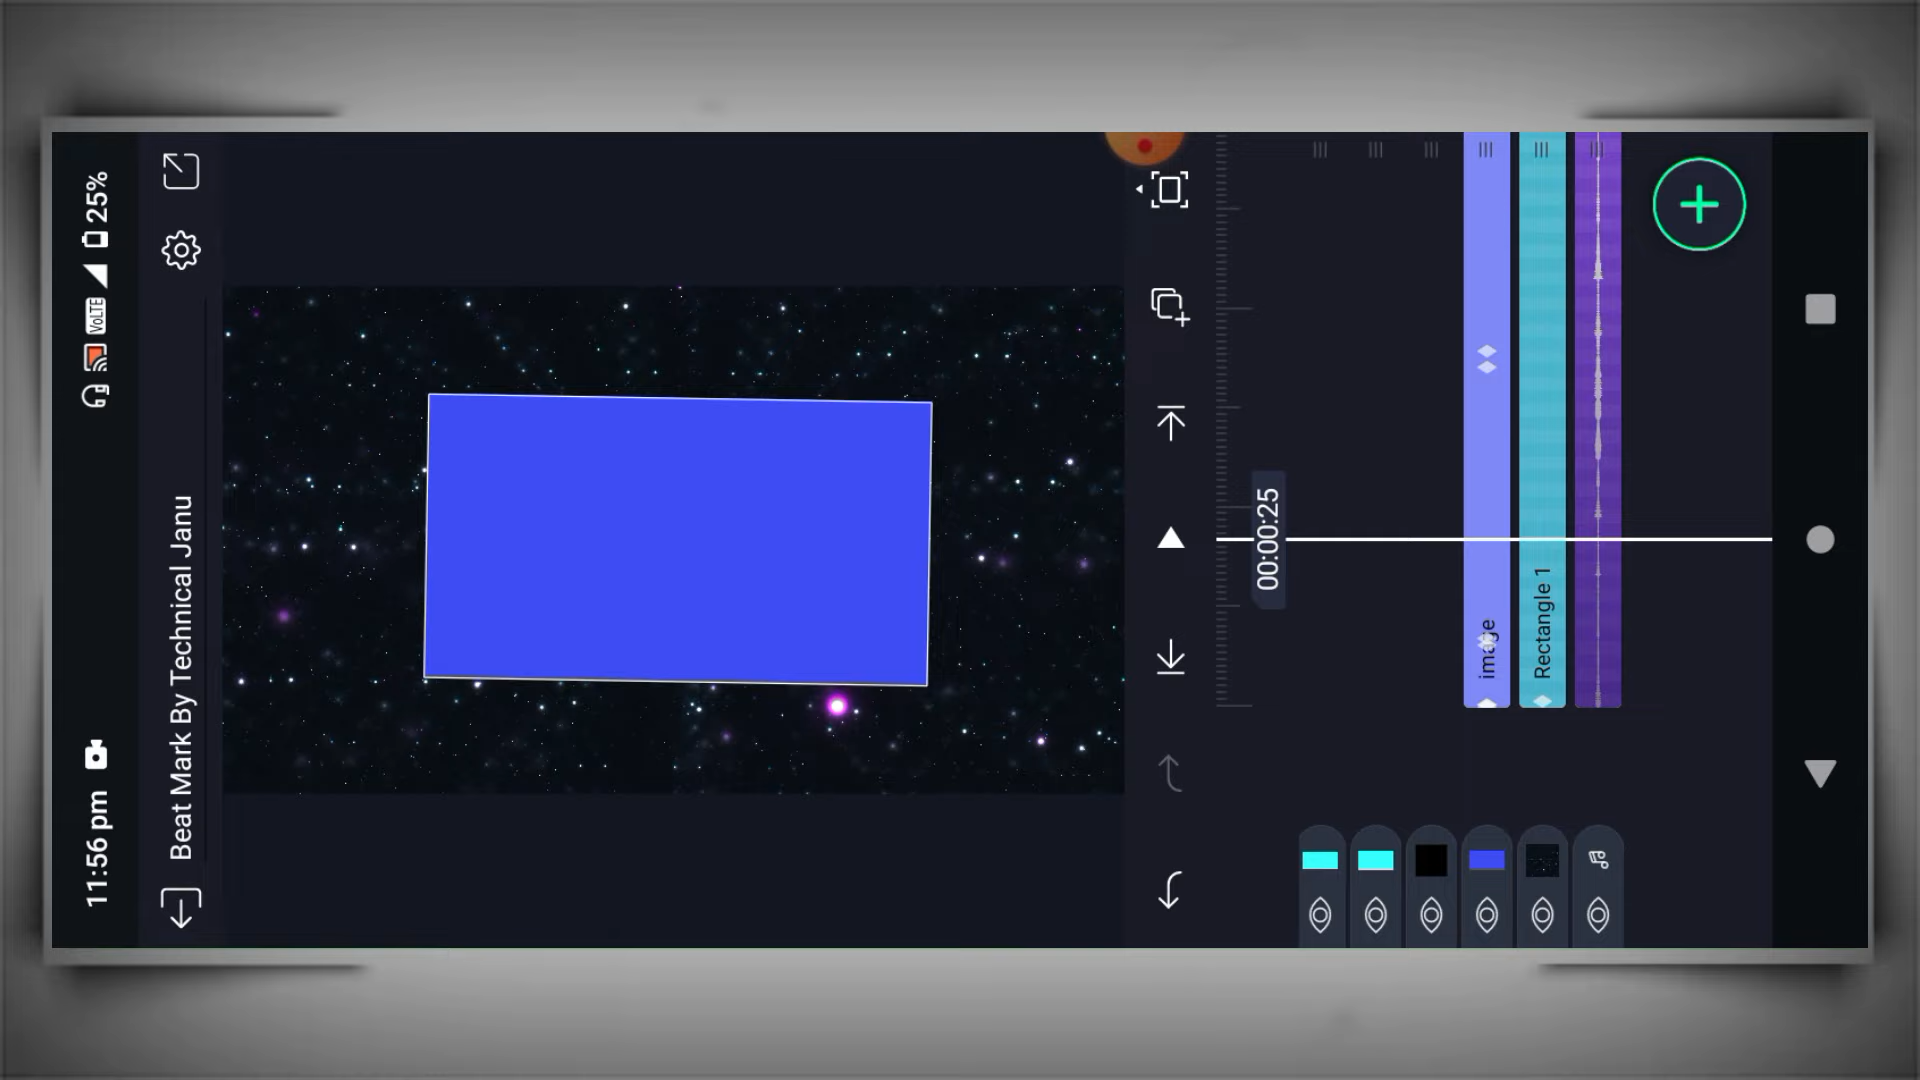 11:56 pm
VoLTE
25%
Beat Mark By Technical Janu
00:00:25
image
Rectangle 1